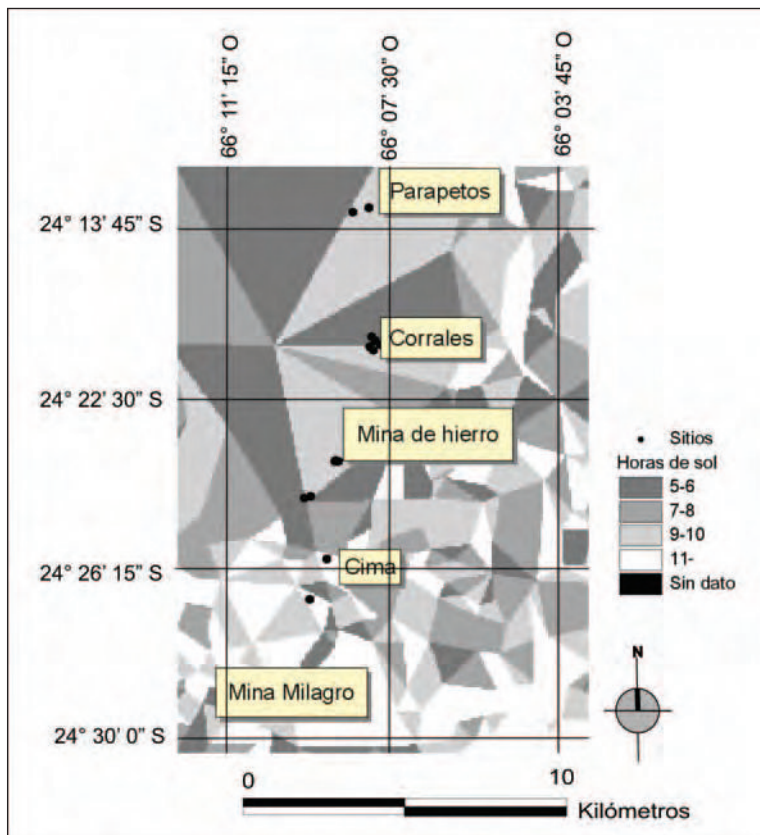 66° 11' 15" O
66° 07' 30" O
66° 03' 45" O
Parapetos
24° 13' 45" S
Corrales
24° 22' 30" S
Mina de hierro
Sitios
Horas de sol
5-6
7-8
9-10
11-
Sin dato
Cima
24° 26' 15" S
Mina Milagro
N
24° 30' 0" S
0
10
Kilómetros